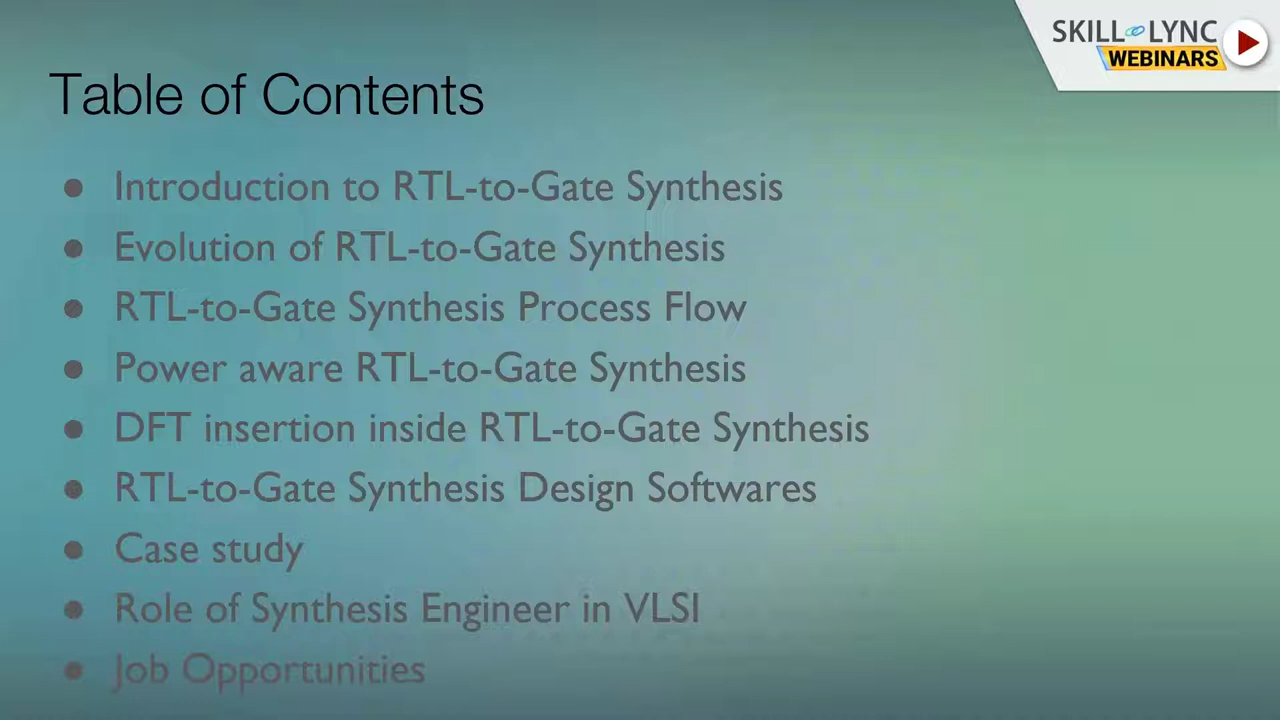 SKILL LYNC
WEBINARS
Table of Contents
● Introduction to RTL-to-Gate Synthesis
● Evolution of RTL-to-Gate Synthesis
● RTL-to-Gate Synthesis Process Flow
● Power aware RTL-to-Gate Synthesis
● DFT insertion inside RTL-to-Gate Synthesis
● RTL-to-Gate Synthesis Design Softwares
● Case study
● Role of Synthesis Engineer in VLSI
● Job Opportunities